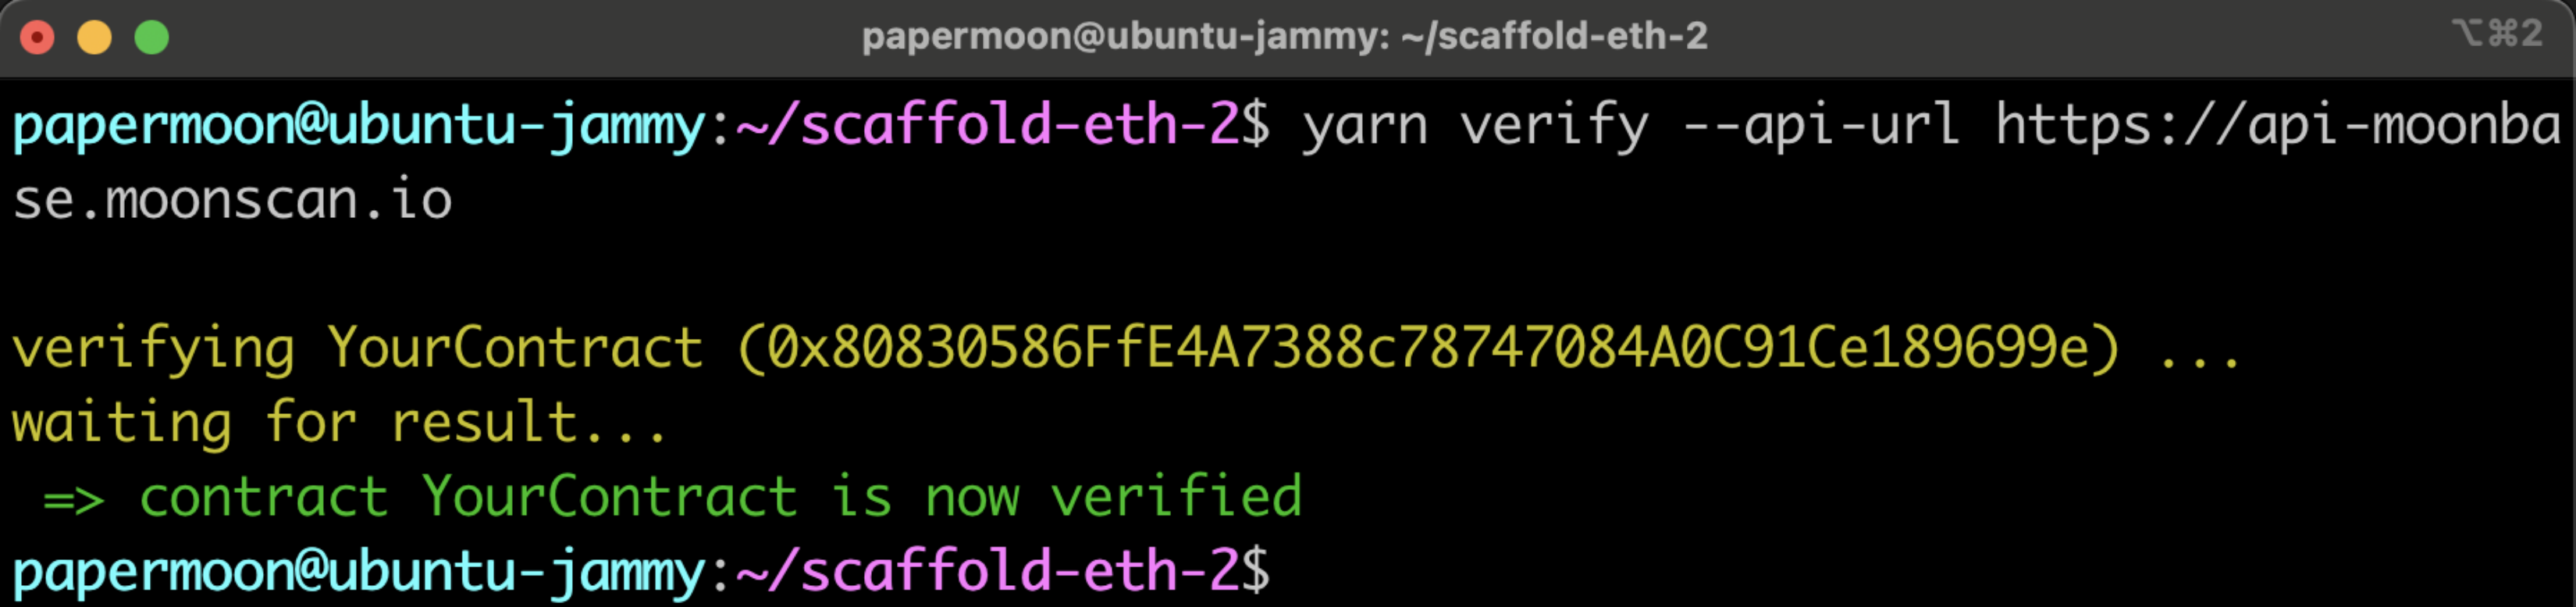 papermoon@ubuntu-jammy: ~/scaffold-eth-2
⌥⌘2
papermoon@ubuntu-jammy:~/scaffold-eth-2$ yarn verify --api-url https://api-moonba
se.moonscan.io
verifying YourContract (0x80830586FfE4A7388c78747084A0C91Ce189699e) ...
waiting for result...
=> contract YourContract is now verified
papermoon@ubuntu-jammy:~/scaffold-eth-2$